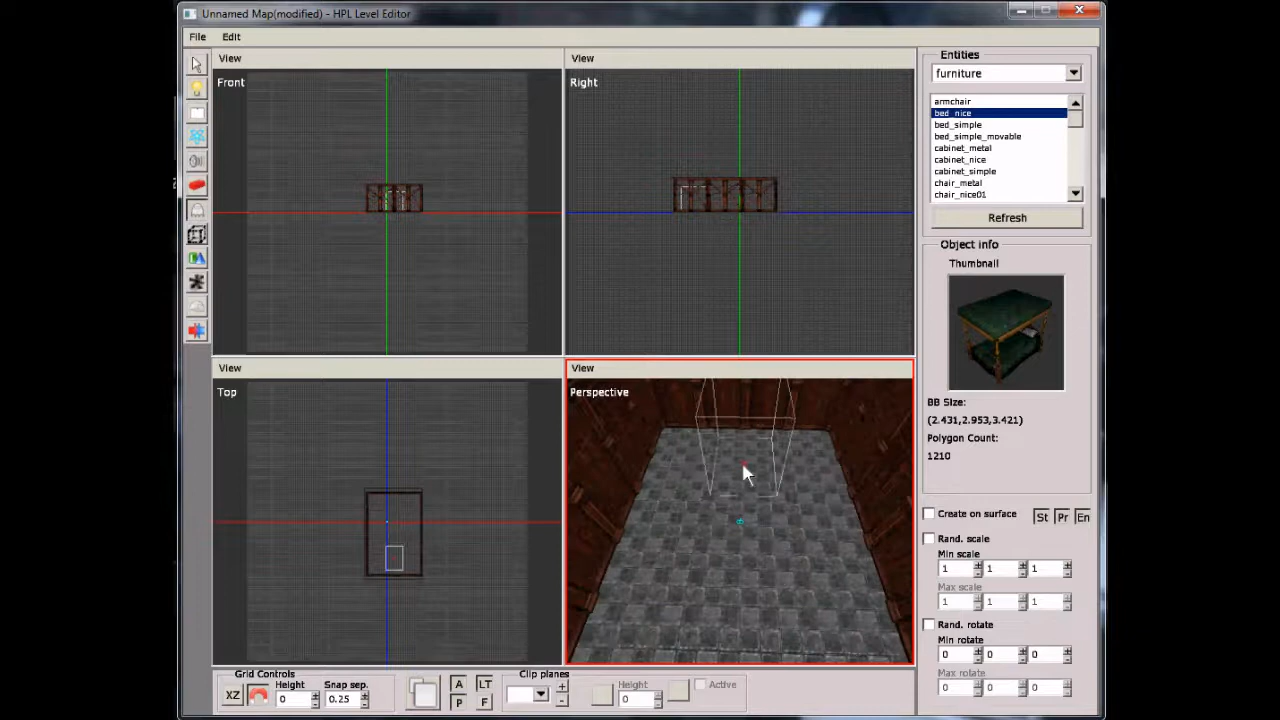 Unnamed Map(modified) - HPL Level Editor
File Edit
View
View
Entities
Front
Right
furniture
armchair
bed_nice
bed_simple
bed_simple_movable
cabinet_metal
cabinet_nice
cabinet_simple
chair_metal
chair_nice01
Refresh
Object info
Thumbnail
View
View
Top
Perspective
BB Size:
(2.431,2.953,3.421)
Polygon Count:
1210
Create on surface St Pr En
Rand. scale
Min scale
1 1 1
Max scale
1 1 1
Rand. rotate
Min rotate
0 0 0
Max rotate
0 0 0
Grid Controls
Height Snap sep.
XZ 0 0.25
A LT
P F
Clip planes
+
-
Height
0
Active